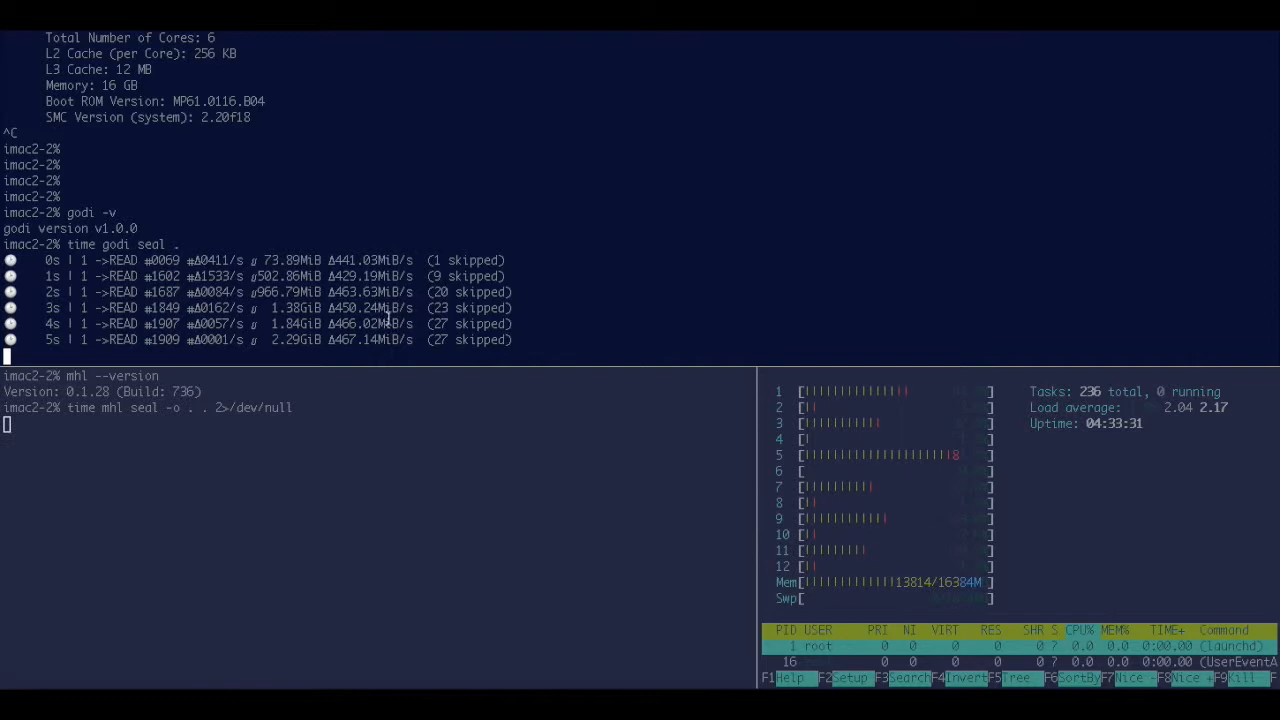 Total Number of Cores: 6
L2 Cache (per Core): 256 KB
L3 Cache: 12 MB
Memory: 16 GB
Boot ROM Version: MP61.0116.B04
SMC Version (system): 2.20f18
^C
imac2-2%
imac2-2%
imac2-2%
imac2-2%
imac2-2% godi -v
godi version v1.0.0
imac2-2% time godi seal .
0s | 1 ->READ #0069 #Δ0411/s 73.89MiB Δ441.03MiB/s (1 skipped)
1s | 1 ->READ #1602 #Δ1533/s 502.86MiB Δ429.19MiB/s (9 skipped)
2s | 1 ->READ #1687 #Δ0084/s 966.79MiB Δ463.63MiB/s (20 skipped)
3s | 1 ->READ #1849 #Δ0162/s 1.38GiB Δ450.24MiB/s (23 skipped)
4s | 1 ->READ #1907 #Δ0057/s 1.84GiB Δ466.02MiB/s (27 skipped)
5s | 1 ->READ #1909 #Δ0001/s 2.29GiB Δ467.14MiB/s (27 skipped)
imac2-2% mhl --version
Version: 0.1.28 (Build: 736)
imac2-2% time mhl seal -o . . 2>/dev/null
1 [||||||||||||||||| ]
2 [|| ]
3 [||||||||||||| ]
4 [| ]
5 [|||||||||||||||||||||||||8 ]
6 [ ]
7 [|||||||||||| ]
8 [|| ]
9 [|||||||||||||| ]
10 [|| ]
11 [||||||||||| ]
12 [|| ]
Mem[|||||||||||||||13814/16384M]
Swp[ ]
Tasks: 236 total, 0 running
Load average: 2.04 2.17
Uptime: 04:33:31
PID USER PRI NI VIRT RES SHR S CPU% MEM% TIME+ Command
1 root 0 0 0 0 0 ? 0.0 0.0 0:00.00 (launchd)
16 0 0 0 0 0 ? 0.0 0.0 0:00.00 (UserEventA
F1Help F2Setup F3Search F4Invert F5Tree F6SortBy F7Nice - F8Nice + F9Kill F